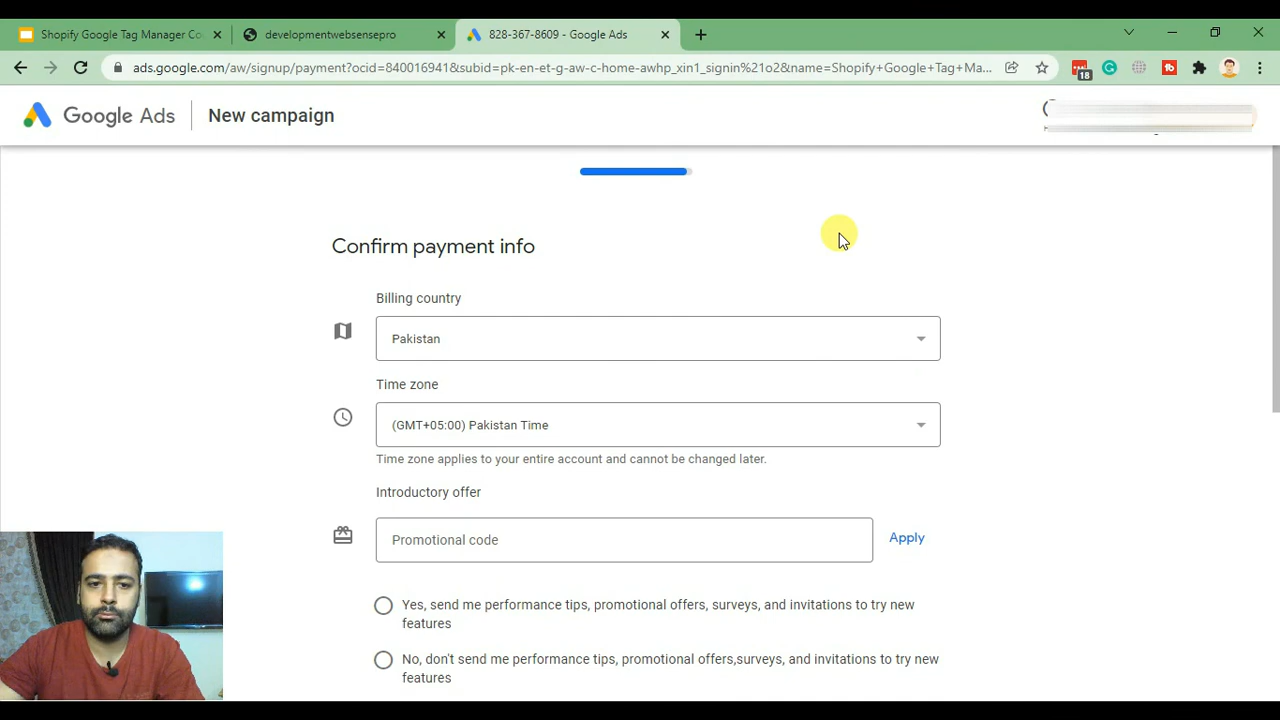 Shopify Google Tag Manager Co
developmentwebsensepro
828-367-8609 - Google Ads
ads.google.com/aw/signup/payment?ocid=840016941&subid=pk-en-et-g-aw-c-home-awhp_xin1_signin%21o2&name=Shopify+Google+Tag+Ma...
18
Google Ads
New campaign
Confirm payment info
Billing country
Pakistan
Time zone
(GMT+05:00) Pakistan Time
Time zone applies to your entire account and cannot be changed later.
Introductory offer
Promotional code
Apply
Yes, send me performance tips, promotional offers, surveys, and invitations to try new
features
No, don't send me performance tips, promotional offers,surveys, and invitations to try new
features